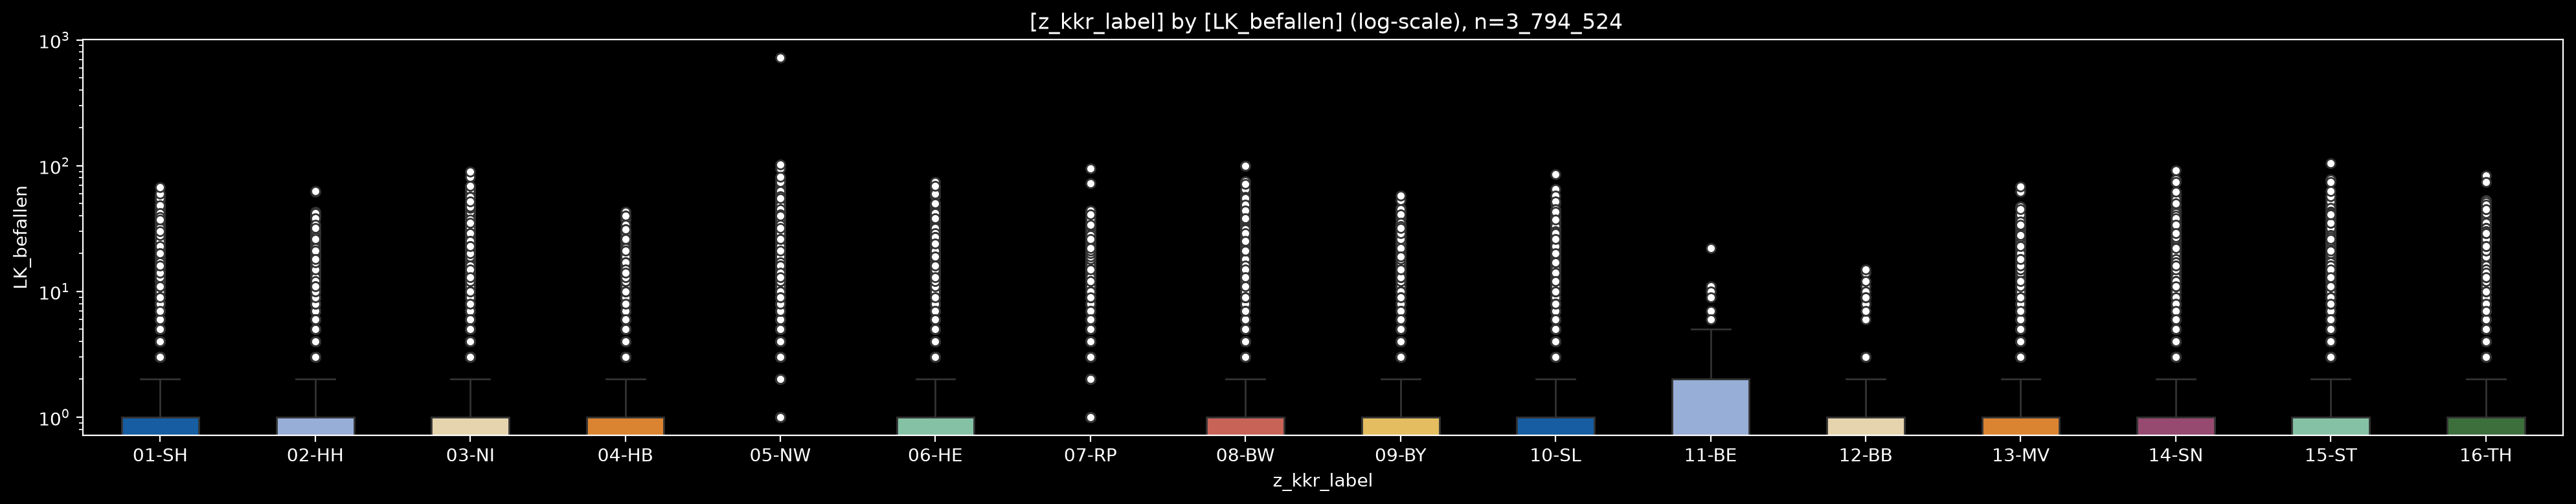 [z_kkr_label] by [LK_befallen] (log-scale), n=3_794_524
10³
10²
10¹
10⁰
LK_befallen
01-SH 02-HH 03-NI 04-HB 05-NW 06-HE 07-RP 08-BW 09-BY 10-SL 11-BE 12-BB 13-MV 14-SN 15-ST 16-TH
z_kkr_label